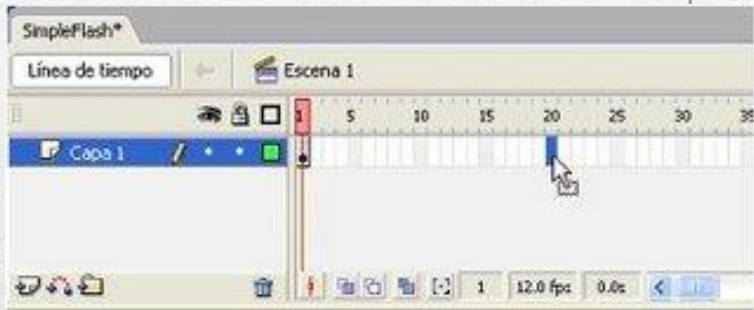 SimpleFlash*
Línea de tiempo Escena 1
1 5 10 15 20 25 30 35
Capa 1
1 12.0 fps 0.0s